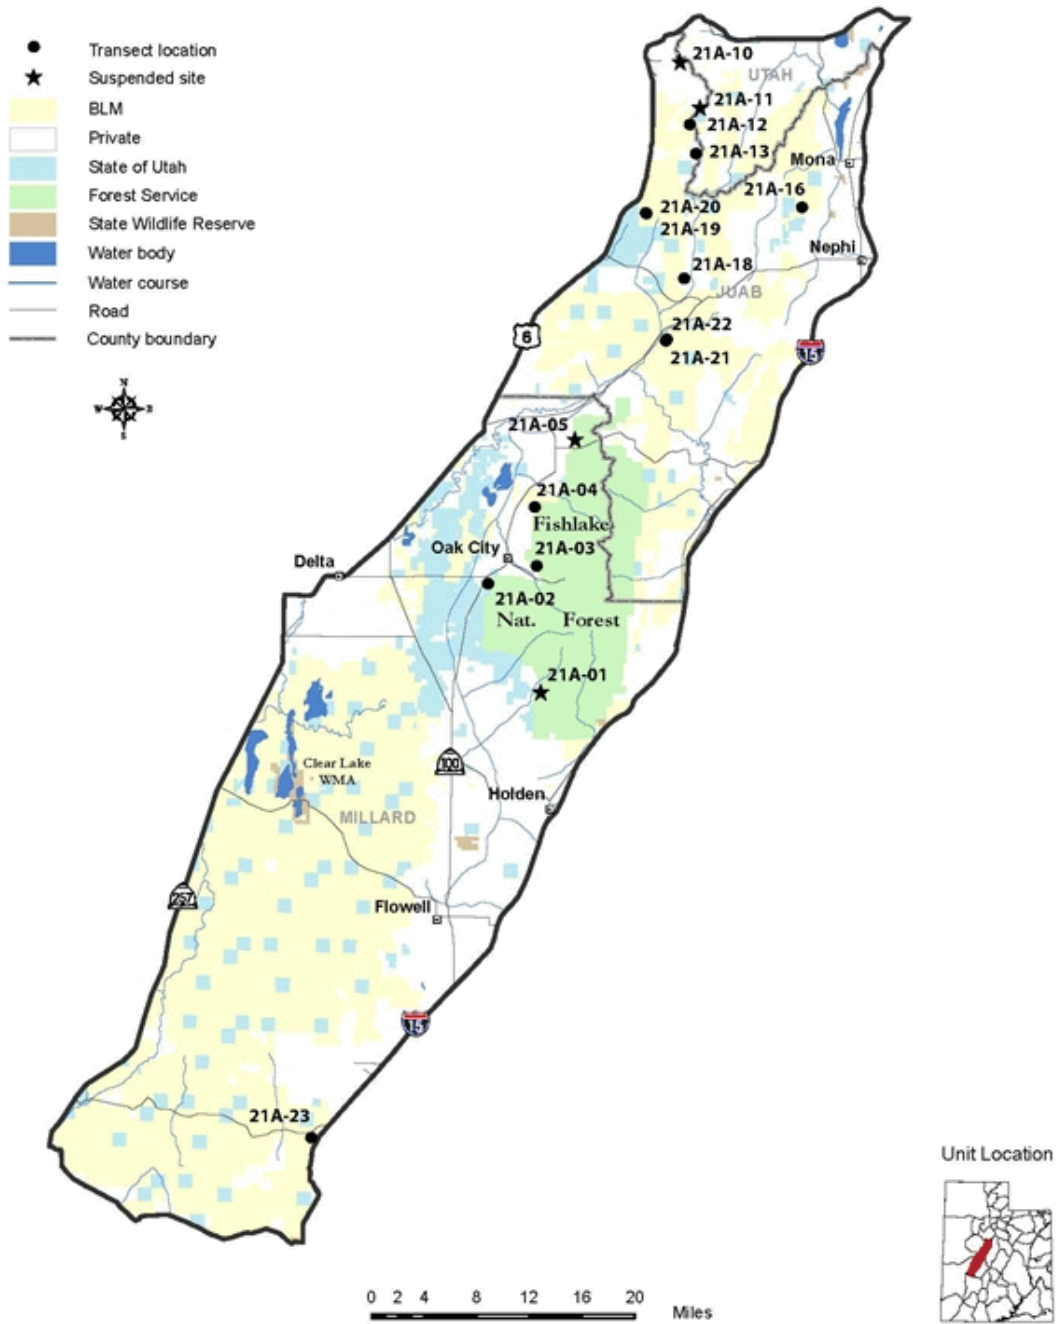 Transect location
Suspended site
BLM
Private
State of Utah
Forest Service
State Wildlife Reserve
Water body
Water course
Road
County boundary
N
W E
S
21A-10
UTAH
21A-11
21A-12
21A-13
Mona
21A-16
21A-20
21A-19
Nephi
21A-18
JUAB
21A-22
6
21A-21
15
21A-05
21A-04
Fishlake
Oak City
21A-03
Delta
21A-02
Nat. Forest
21A-01
100
Clear Lake
WMA
Holden
MILLARD
257
Flowell
15
21A-23
Unit Location
0 2 4 8 12 16 20
Miles